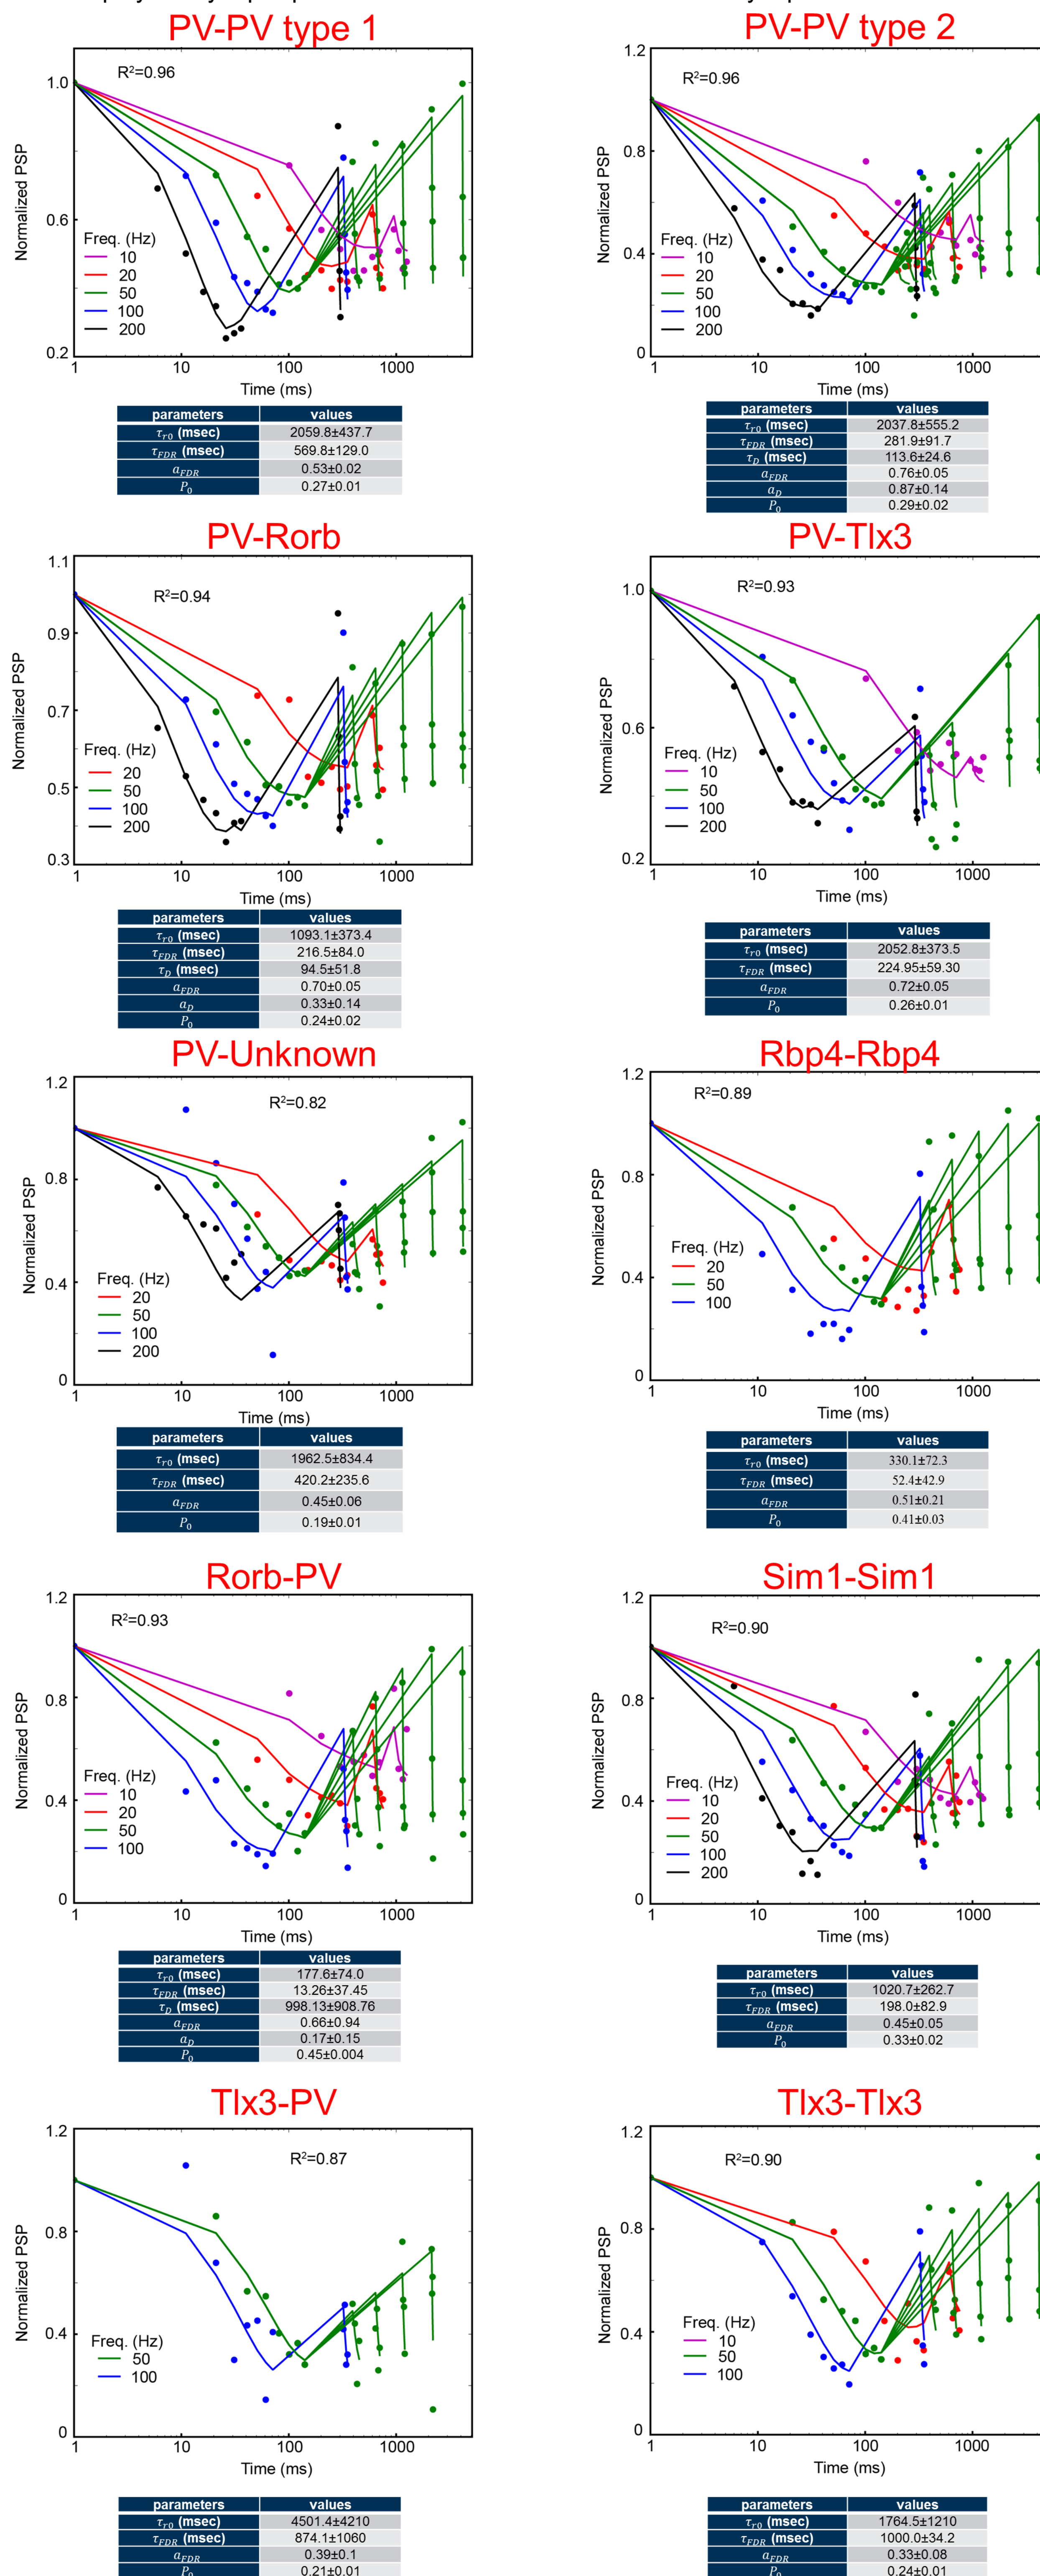 PV-PV type 1
1.0
0.6
0.2
Normalized PSP
R²=0.96
Freq. (Hz)
10
20
50
100
200
1 10 100 1000
Time (ms)
parameters values
τr0 (msec) 2059.8±437.7
τFDR (msec) 569.8±129.0
aFDR 0.53±0.02
P0 0.27±0.01
PV-PV type 2
1.2
0.8
0.4
0
Normalized PSP
R²=0.96
Freq. (Hz)
10
20
50
100
200
1 10 100 1000
Time (ms)
parameters values
τr0 (msec) 2037.8±555.2
τFDR (msec) 281.9±91.7
τD (msec) 113.6±24.6
aFDR 0.76±0.05
aD 0.87±0.14
P0 0.29±0.02
PV-Rorb
1.1
0.9
0.7
0.5
0.3
Normalized PSP
R²=0.94
Freq. (Hz)
20
50
100
200
1 10 100 1000
Time (ms)
parameters values
τr0 (msec) 1093.1±373.4
τFDR (msec) 216.5±84.0
τD (msec) 94.5±51.8
aFDR 0.70±0.05
aD 0.33±0.14
P0 0.24±0.02
PV-Tlx3
1.0
0.6
0.2
Normalized PSP
R²=0.93
Freq. (Hz)
10
50
100
200
1 10 100 1000
Time (ms)
parameters values
τr0 (msec) 2052.8±373.5
τFDR (msec) 224.95±59.30
aFDR 0.72±0.05
P0 0.26±0.01
PV-Unknown
1.2
0.8
0.4
0
Normalized PSP
R²=0.82
Freq. (Hz)
20
50
100
200
1 10 100 1000
Time (ms)
parameters values
τr0 (msec) 1962.5±834.4
τFDR (msec) 420.2±235.6
aFDR 0.45±0.06
P0 0.19±0.01
Rbp4-Rbp4
1.2
0.8
0.4
0
Normalized PSP
R²=0.89
Freq. (Hz)
20
50
100
1 10 100 1000
Time (ms)
parameters values
τr0 (msec) 330.1±72.3
τFDR (msec) 52.4±42.9
aFDR 0.51±0.21
P0 0.41±0.03
Rorb-PV
1.2
0.8
0.4
0
Normalized PSP
R²=0.93
Freq. (Hz)
10
20
50
100
1 10 100 1000
Time (ms)
parameters values
τr0 (msec) 177.6±74.0
τFDR (msec) 13.26±37.45
τD (msec) 998.13±908.76
aFDR 0.66±0.94
aD 0.17±0.15
P0 0.45±0.004
Sim1-Sim1
1.2
0.8
0.4
0
Normalized PSP
R²=0.90
Freq. (Hz)
10
20
50
100
200
1 10 100 1000
Time (ms)
parameters values
τr0 (msec) 1020.7±262.7
τFDR (msec) 198.0±82.9
aFDR 0.45±0.05
P0 0.33±0.02
Tlx3-PV
1.2
0.8
0.4
0
Normalized PSP
R²=0.87
Freq. (Hz)
50
100
1 10 100 1000
Time (ms)
parameters values
τr0 (msec) 4501.4±4210
τFDR (msec) 874.1±1060
aFDR 0.39±0.1
P0 0.21±0.01
Tlx3-Tlx3
1.2
0.8
0.4
0
Normalized PSP
R²=0.90
Freq. (Hz)
10
50
100
1 10 100 1000
Time (ms)
parameters values
τr0 (msec) 1764.5±1210
τFDR (msec) 1000.0±34.2
aFDR 0.33±0.08
P0 0.24±0.01